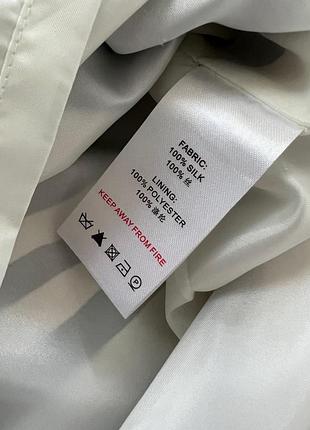 FABRIC:
100% SILK
100% 丝
LINING:
100% POLYESTER
100% 涤纶
KEEP AWAY FROM FIRE
P